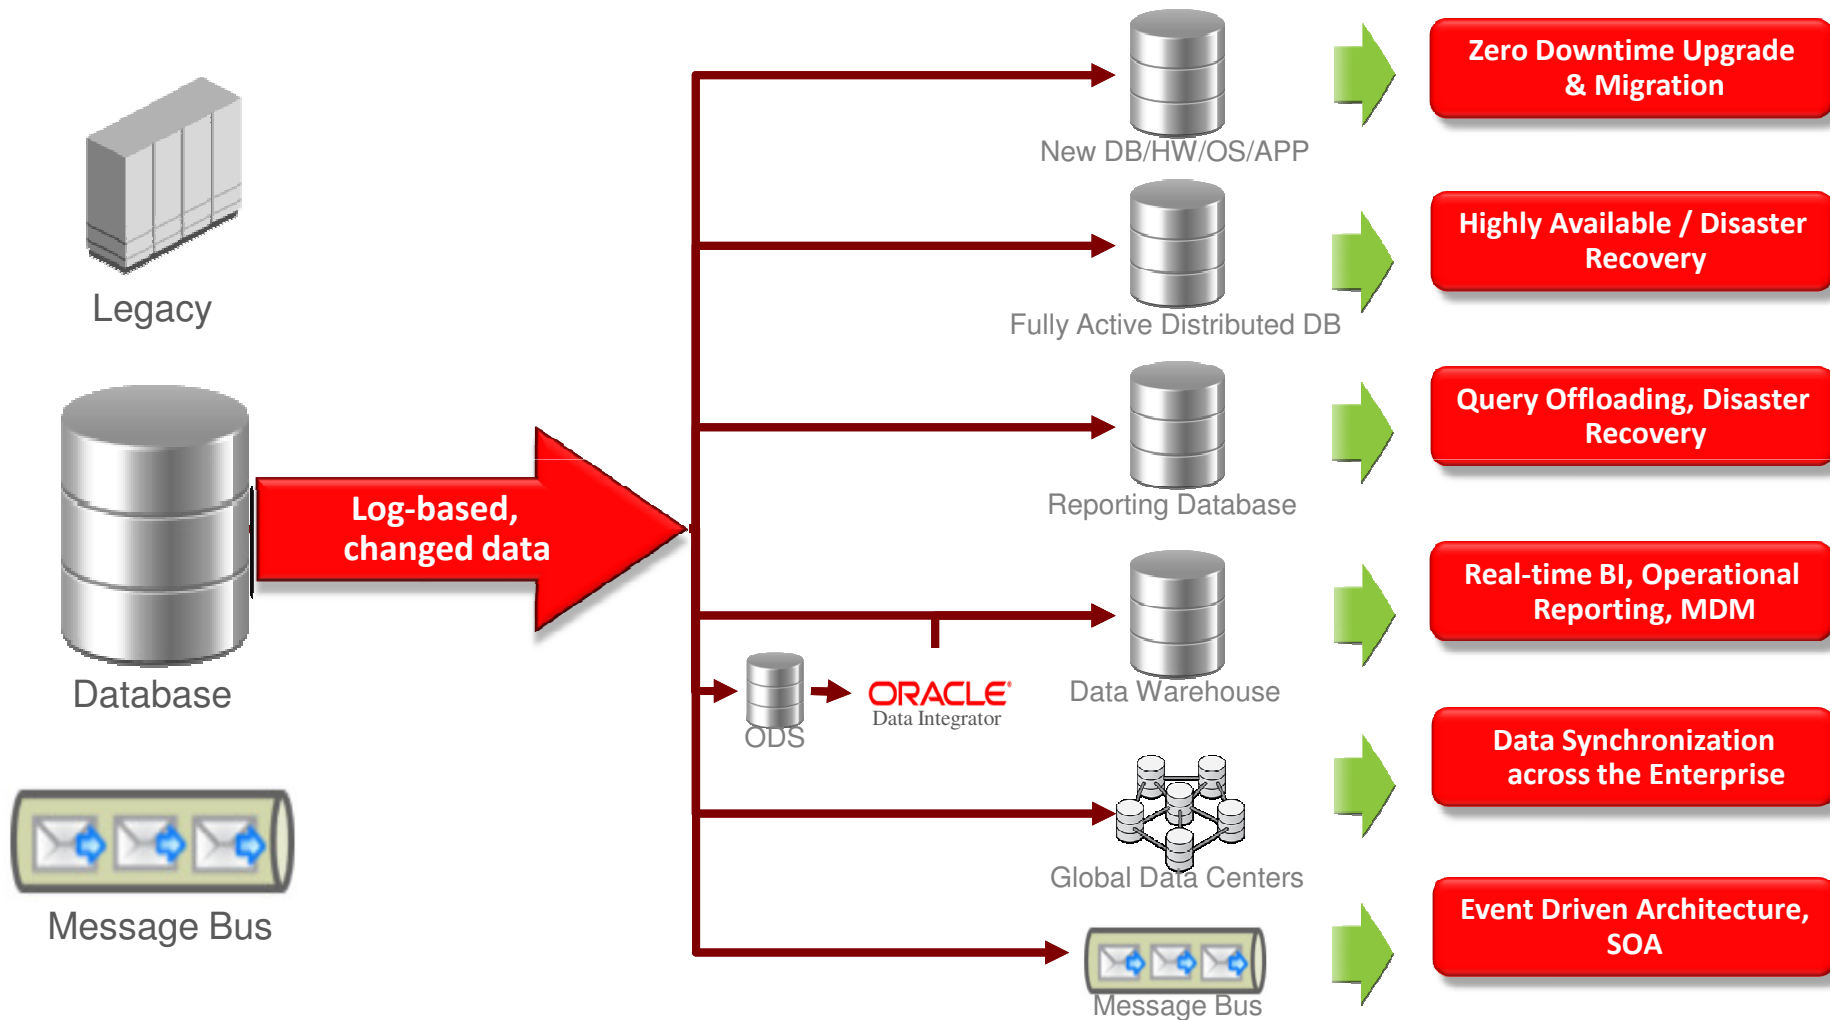 Legacy
Database
Message Bus
Log-based,
changed data
New DB/HW/OS/APP
Fully Active Distributed DB
Reporting Database
Data Warehouse
ODS
ORACLE®
Data Integrator
Global Data Centers
Message Bus
Zero Downtime Upgrade
& Migration
Highly Available / Disaster
Recovery
Query Offloading, Disaster
Recovery
Real-time BI, Operational
Reporting, MDM
Data Synchronization
across the Enterprise
Event Driven Architecture,
SOA